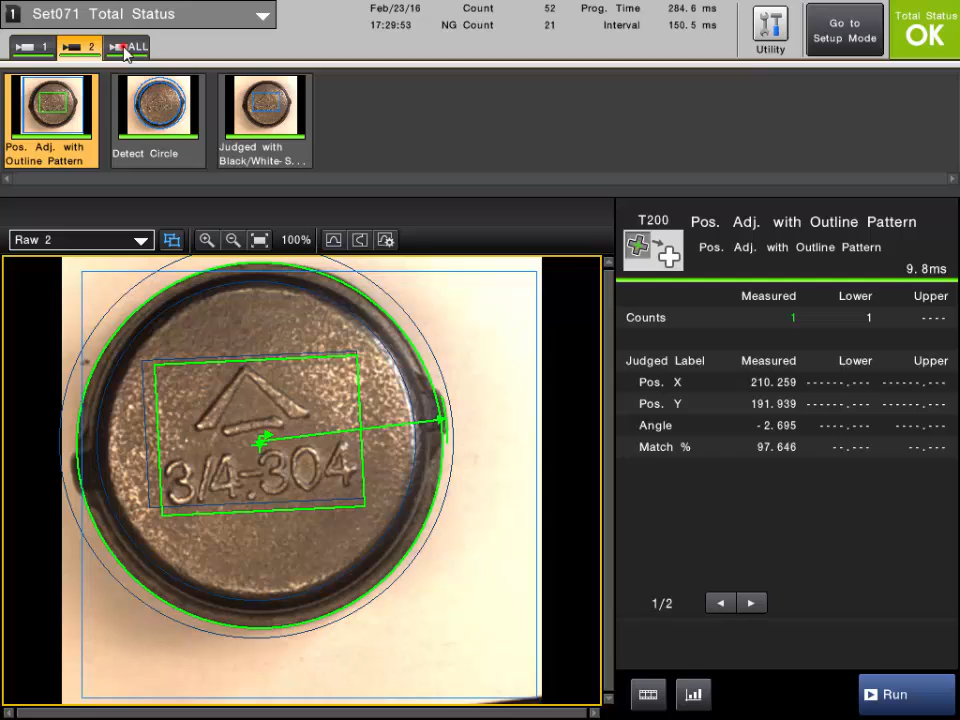 1 Set071 Total Status
Feb/23/16 Count 52 Prog. Time 284.6 ms
17:29:53 NG Count 21 Interval 150.5 ms
Utility
Go to
Setup Mode
Total Status
OK
1 2 ALL
Pos. Adj. with
Outline Pattern
Detect Circle
Judged with
Black/White-S...
Raw 2
100%
T200 Pos. Adj. with Outline Pattern
Pos. Adj. with Outline Pattern
9.8ms
Measured Lower Upper
Counts 1 1 ----
Judged Label Measured Lower Upper
Pos. X 210.259 ------.--- ------.---
Pos. Y 191.939 ------.--- ------.---
Angle -2.695 ----.--- ----.---
Match % 97.646 --.--- --.---
3/4-304
1/2
Run